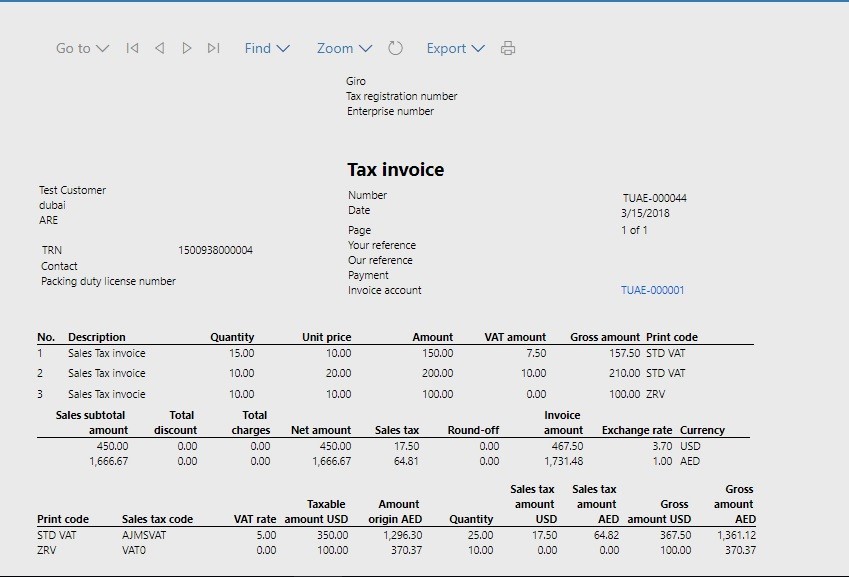 Go to Find Zoom Export
Giro
Tax registration number
Enterprise number
Tax invoice
Test Customer
dubai
ARE
Number TUAE-000044
Date 3/15/2018
Page 1 of 1
Your reference
Our reference
Payment
Invoice account TUAE-000001
TRN 1500938000004
Contact
Packing duty license number
No. Description Quantity Unit price Amount VAT amount Gross amount Print code
1 Sales Tax invoice 15.00 10.00 150.00 7.50 157.50 STD VAT
2 Sales Tax invoice 10.00 20.00 200.00 10.00 210.00 STD VAT
3 Sales Tax invocie 10.00 10.00 100.00 0.00 100.00 ZRV
Sales subtotal Total Total Invoice
amount discount charges Net amount Sales tax Round-off amount Exchange rate Currency
450.00 0.00 0.00 450.00 17.50 0.00 467.50 3.70 USD
1,666.67 0.00 0.00 1,666.67 64.81 0.00 1,731.48 1.00 AED
Sales tax Sales tax Gross
Taxable Amount amount amount Gross amount
Print code Sales tax code VAT rate amount USD origin AED Quantity USD AED amount USD AED
STD VAT AJMSVAT 5.00 350.00 1,296.30 25.00 17.50 64.82 367.50 1,361.12
ZRV VAT0 0.00 100.00 370.37 10.00 0.00 0.00 100.00 370.37